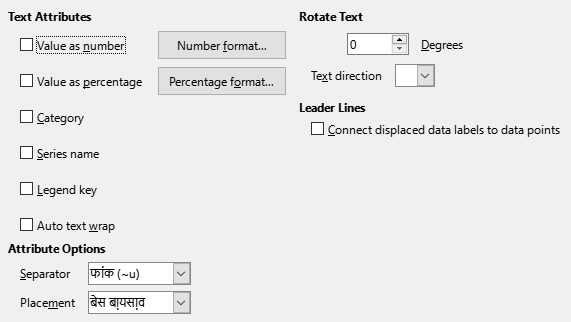 Text Attributes
Value as number
Number format...
Value as percentage
Percentage format...
Category
Series name
Legend key
Auto text wrap
Attribute Options
Separator
फांक (~u)
Placement
बेस बा़यसा़व
Rotate Text
0
Degrees
Text direction
Leader Lines
Connect displaced data labels to data points